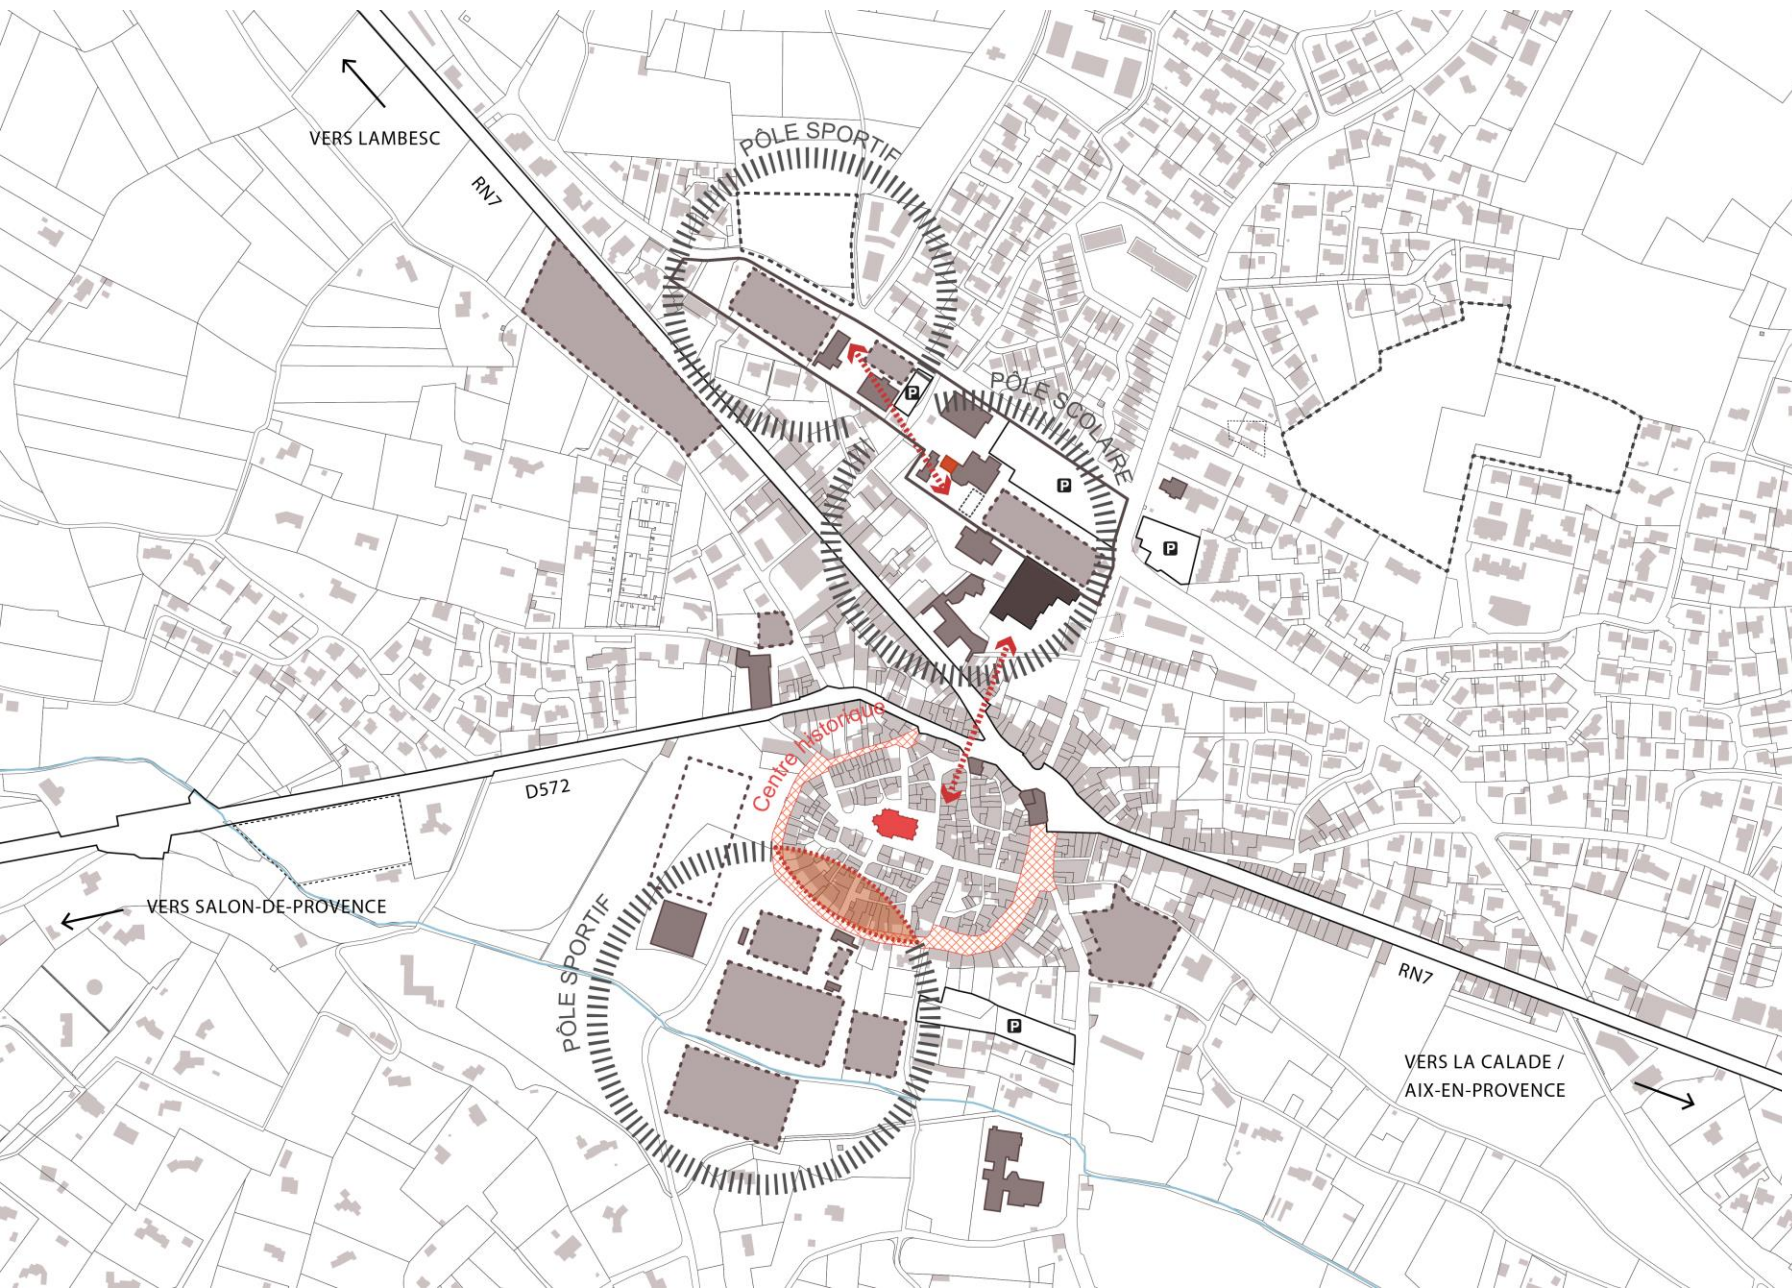 PÔLE SPORTIF
VERS LAMBESC
RN7
PÔLE SCOLAIRE
P
P
P
Centre historique
D572
VERS SALON-DE-PROVENCE
PÔLE SPORTIF
RN7
P
VERS LA CALADE /
AIX-EN-PROVENCE